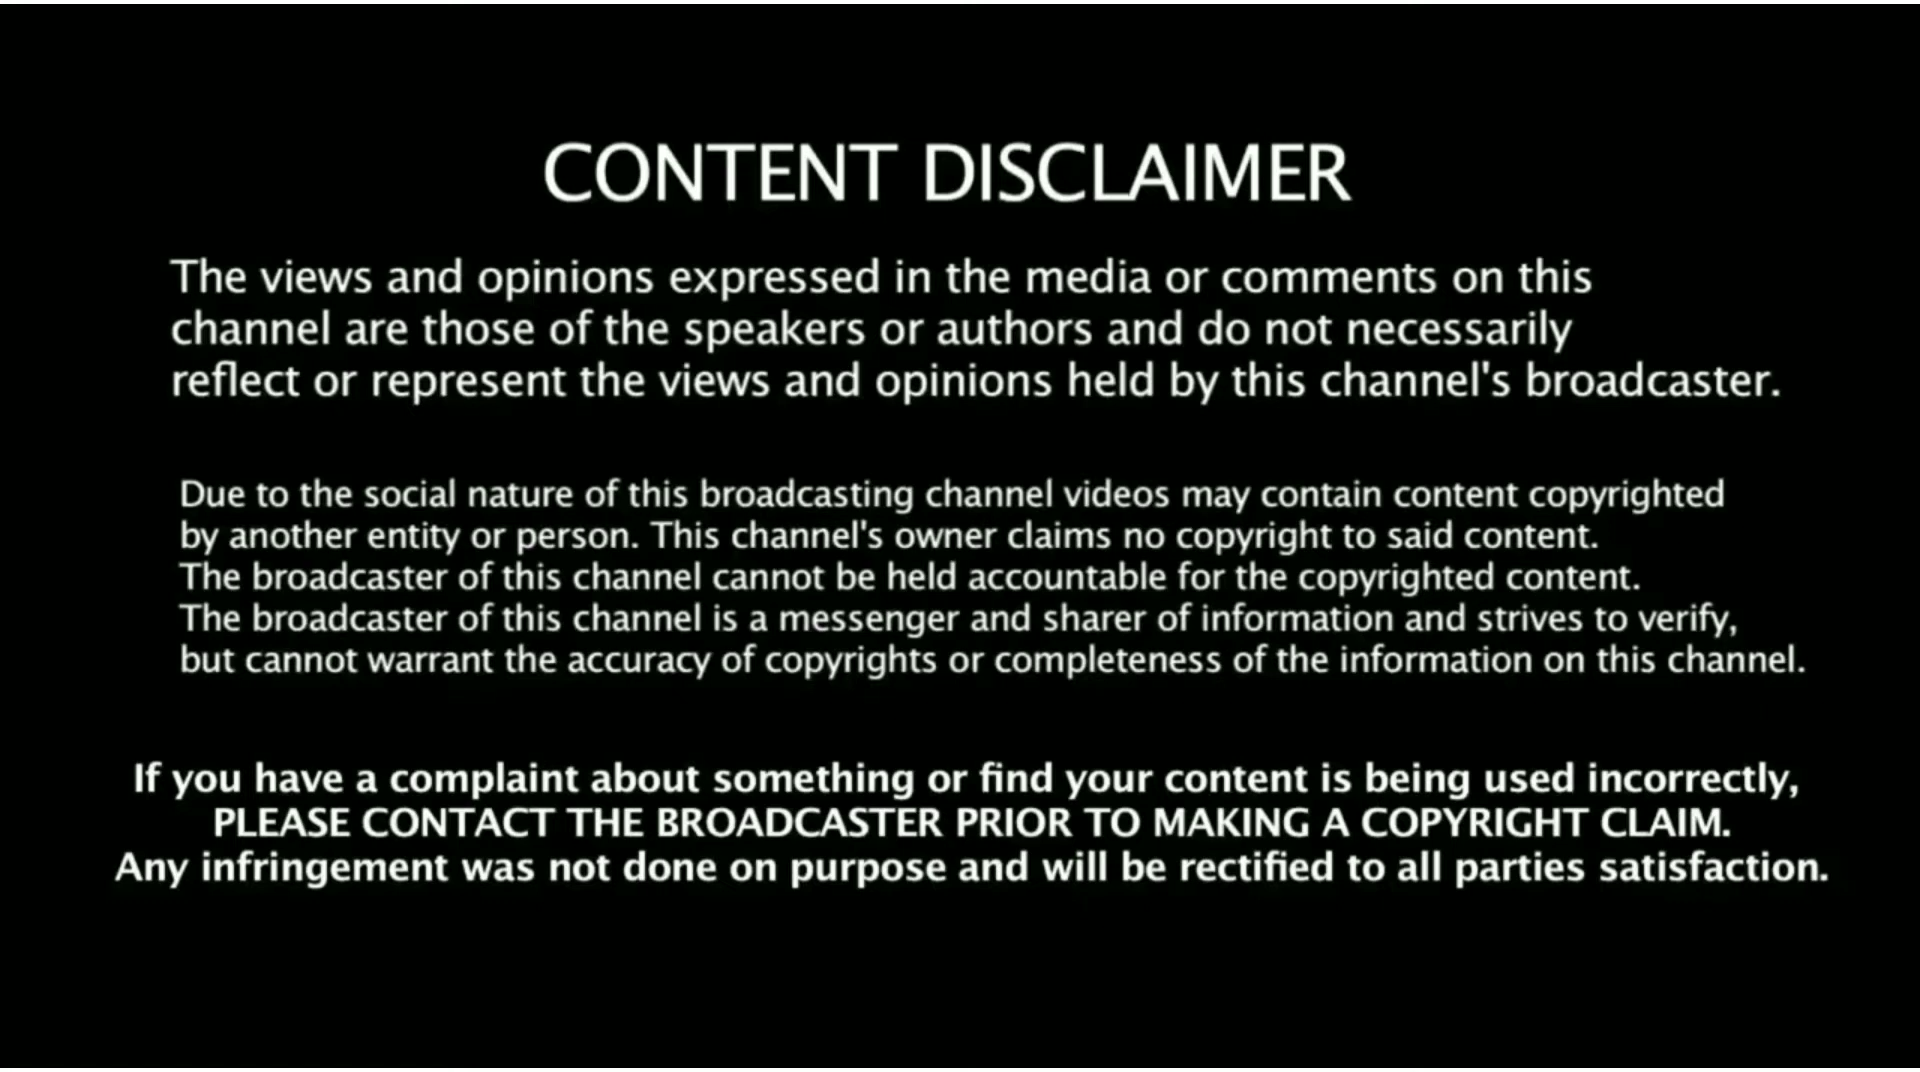 CONTENT DISCLAIMER
The views and opinions expressed in the media or comments on this
channel are those of the speakers or authors and do not necessarily
reflect or represent the views and opinions held by this channel's broadcaster.
Due to the social nature of this broadcasting channel videos may contain content copyrighted
by another entity or person. This channel's owner claims no copyright to said content.
The broadcaster of this channel cannot be held accountable for the copyrighted content.
The broadcaster of this channel is a messenger and sharer of information and strives to verify,
but cannot warrant the accuracy of copyrights or completeness of the information on this channel.
If you have a complaint about something or find your content is being used incorrectly,
PLEASE CONTACT THE BROADCASTER PRIOR TO MAKING A COPYRIGHT CLAIM.
Any infringement was not done on purpose and will be rectified to all parties satisfaction.